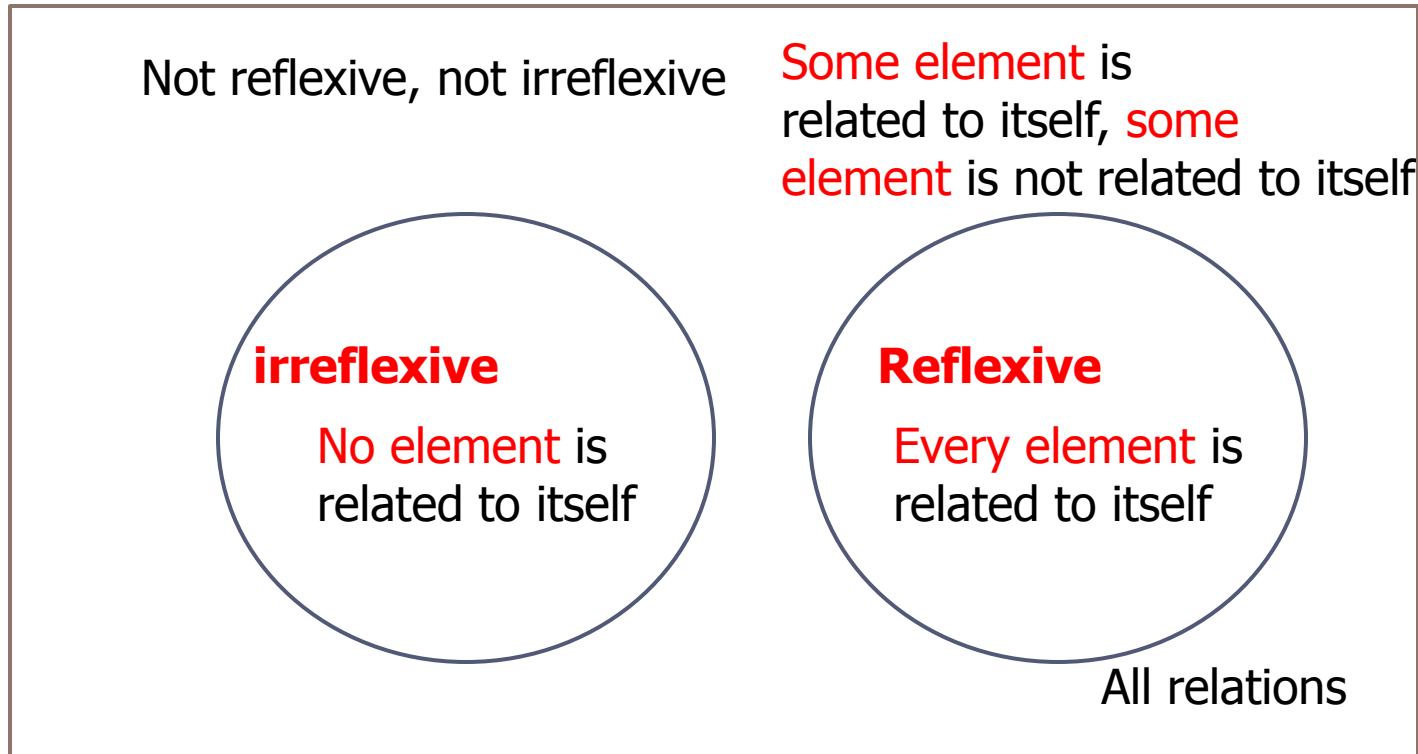 Not reflexive, not irreflexive
Some element is
related to itself, some
element is not related to itself
irreflexive
No element is
related to itself
Reflexive
Every element is
related to itself
All relations